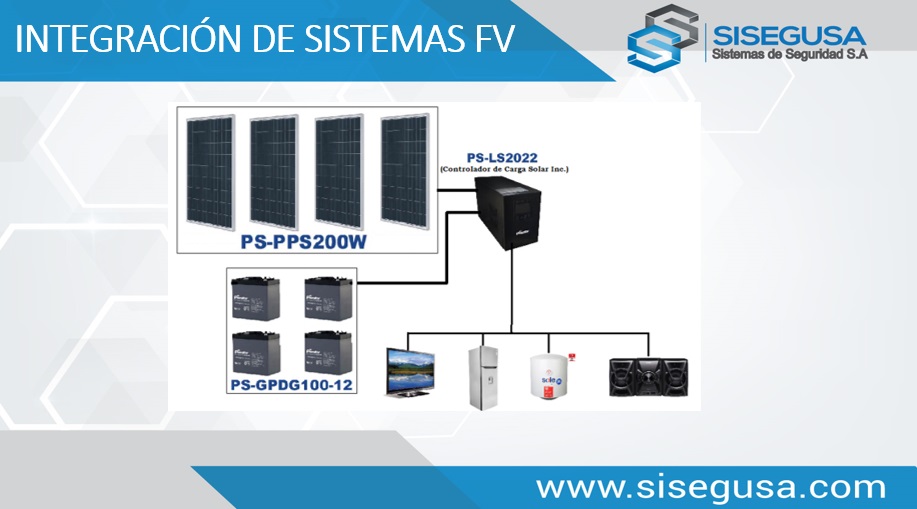 INTEGRACIÓN DE SISTEMAS FV
SISEGUSA
Sistemas de Seguridad S.A
PS-LS2022
(Controlador de Carga Solar Inc.)
PS-PPS200W
PS-GPDG100-12
sole
www.sisegusa.com